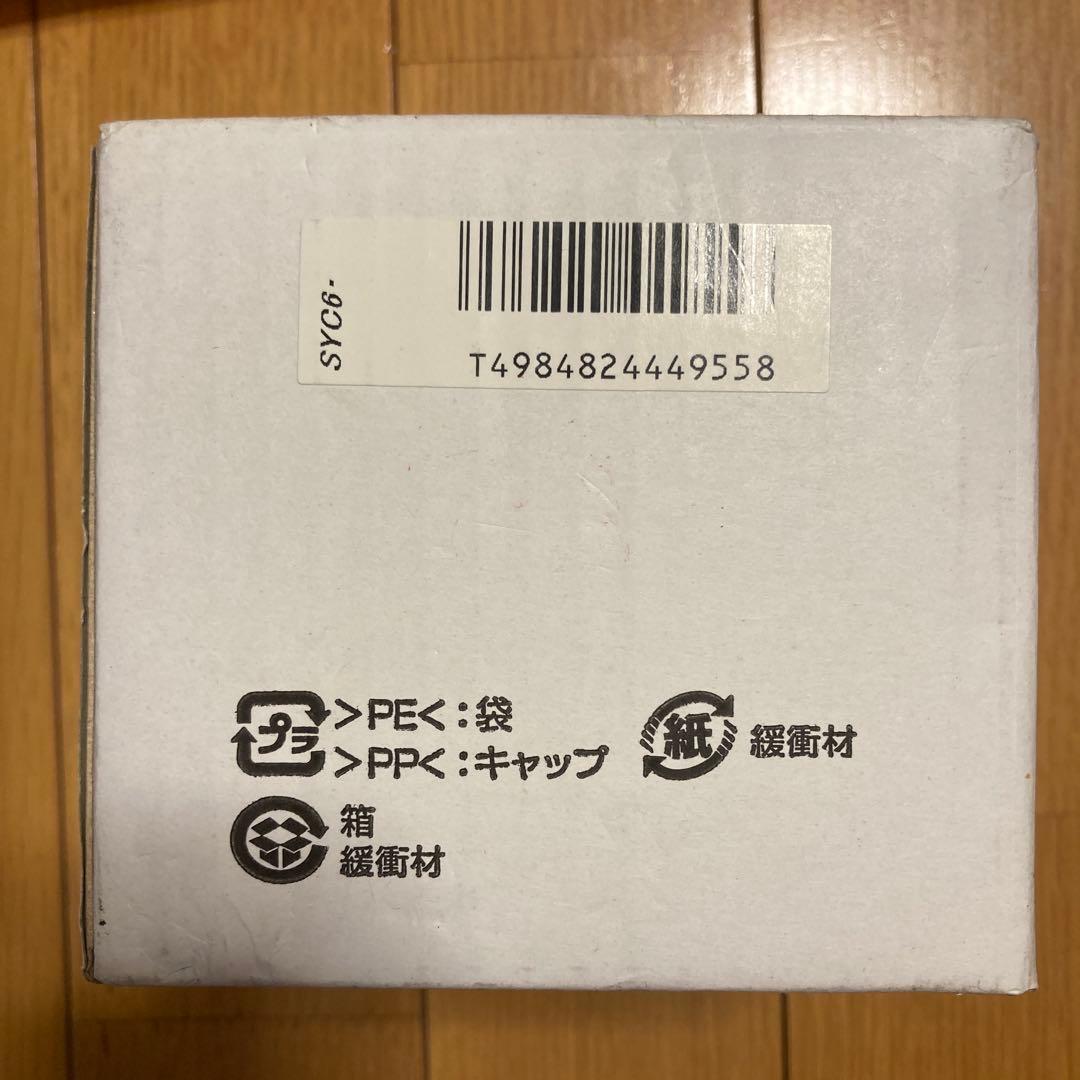 SYC6-
T4984824449558
プラ
>PE<:袋
>PP<:キャップ
紙
緩衝材
箱
緩衝材